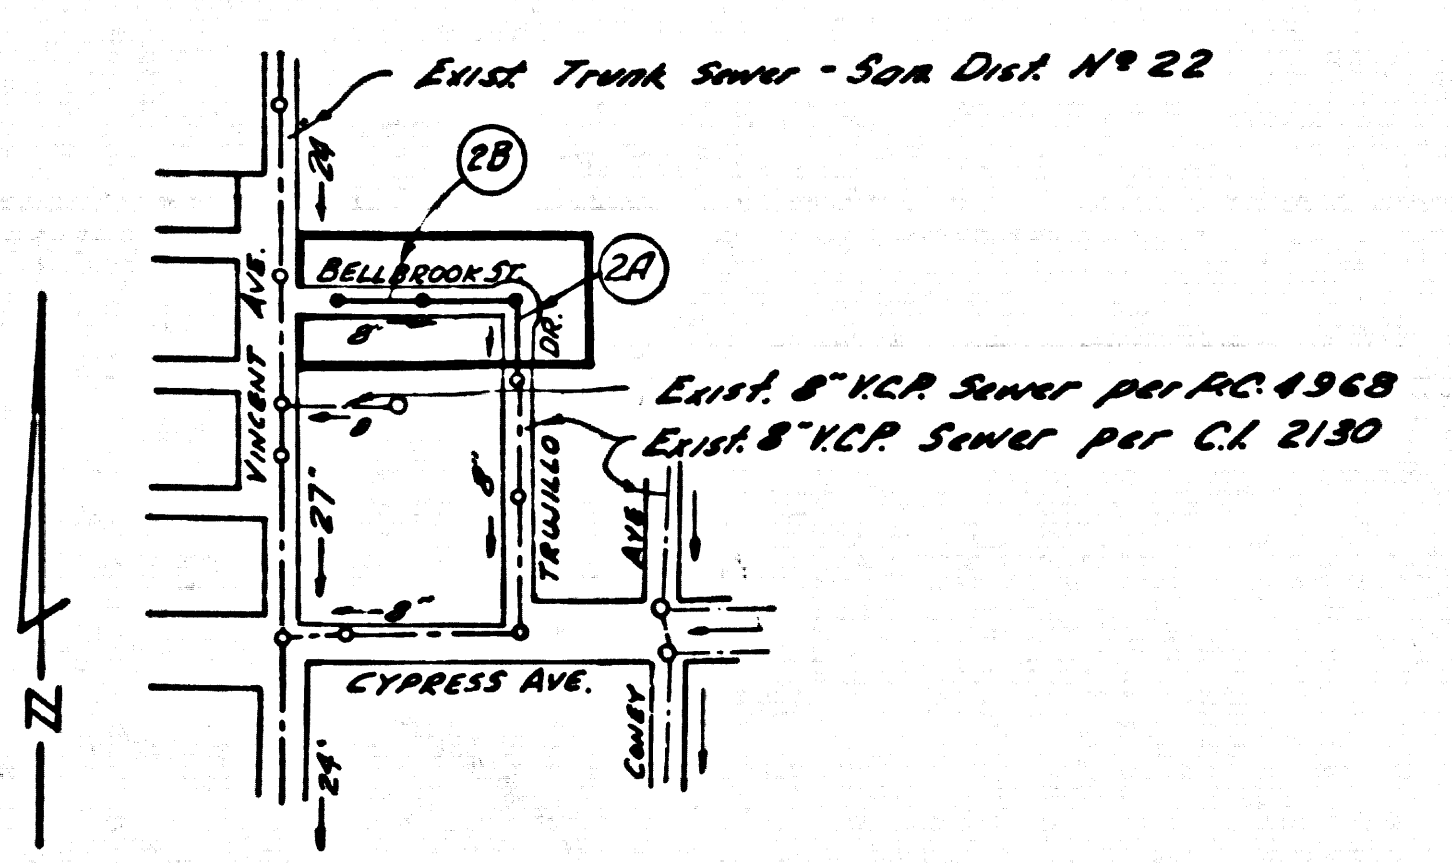 Exist. Trunk Sewer - San. Dist. Nº 22
24"
2B
2A
BELLBROOK ST.
8"
DR.
VINCENT AVE.
Exist. 8" V.C.P. Sewer per P.C. 4968
Exist. 8" V.C.P. Sewer per C.I. 2130
8"
27"
TRUJILLO
AVE
8"
CYPRESS AVE.
CONEY
24"
N